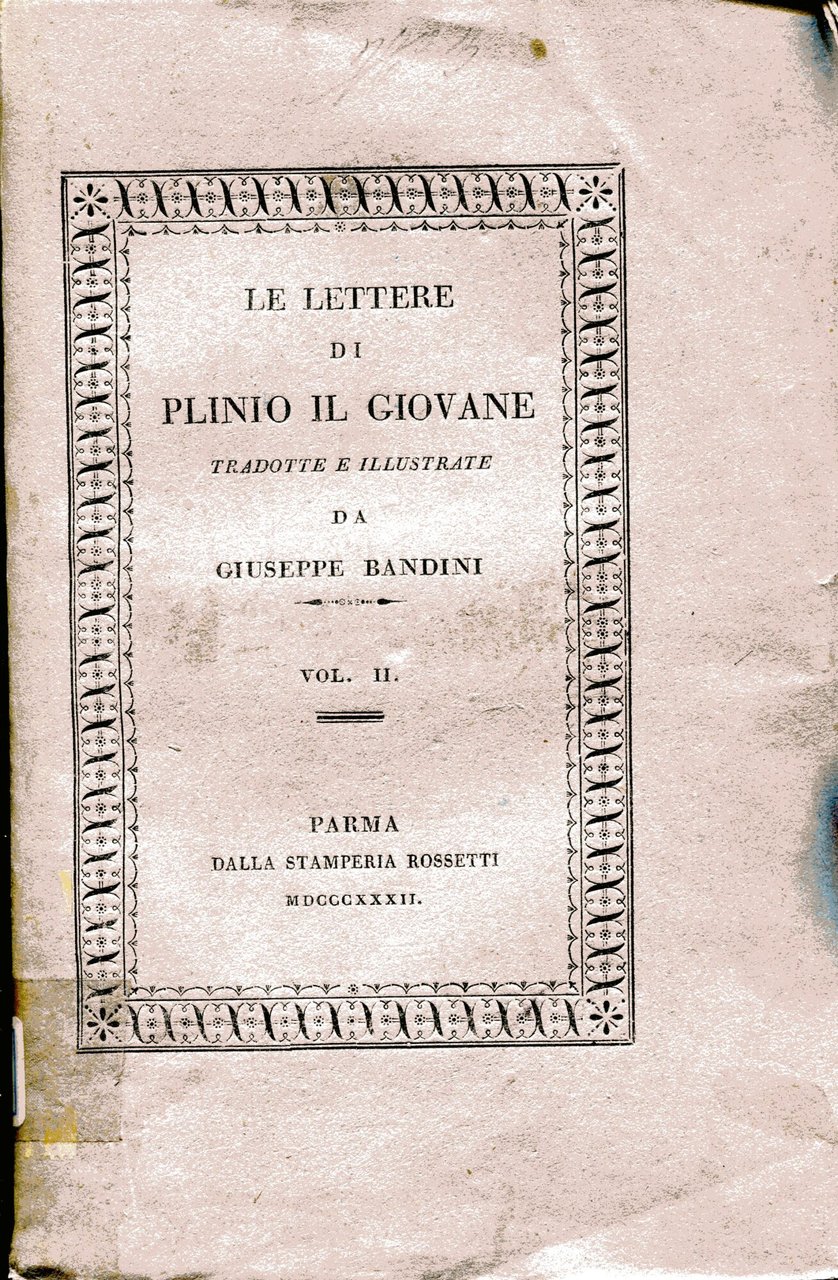 LE LETTERE
DI
PLINIO IL GIOVANE
TRADOTTE E ILLUSTRATE
DA
GIUSEPPE BANDINI
VOL. II.
PARMA
DALLA STAMPERIA ROSSETTI
MDCCCXXXII.